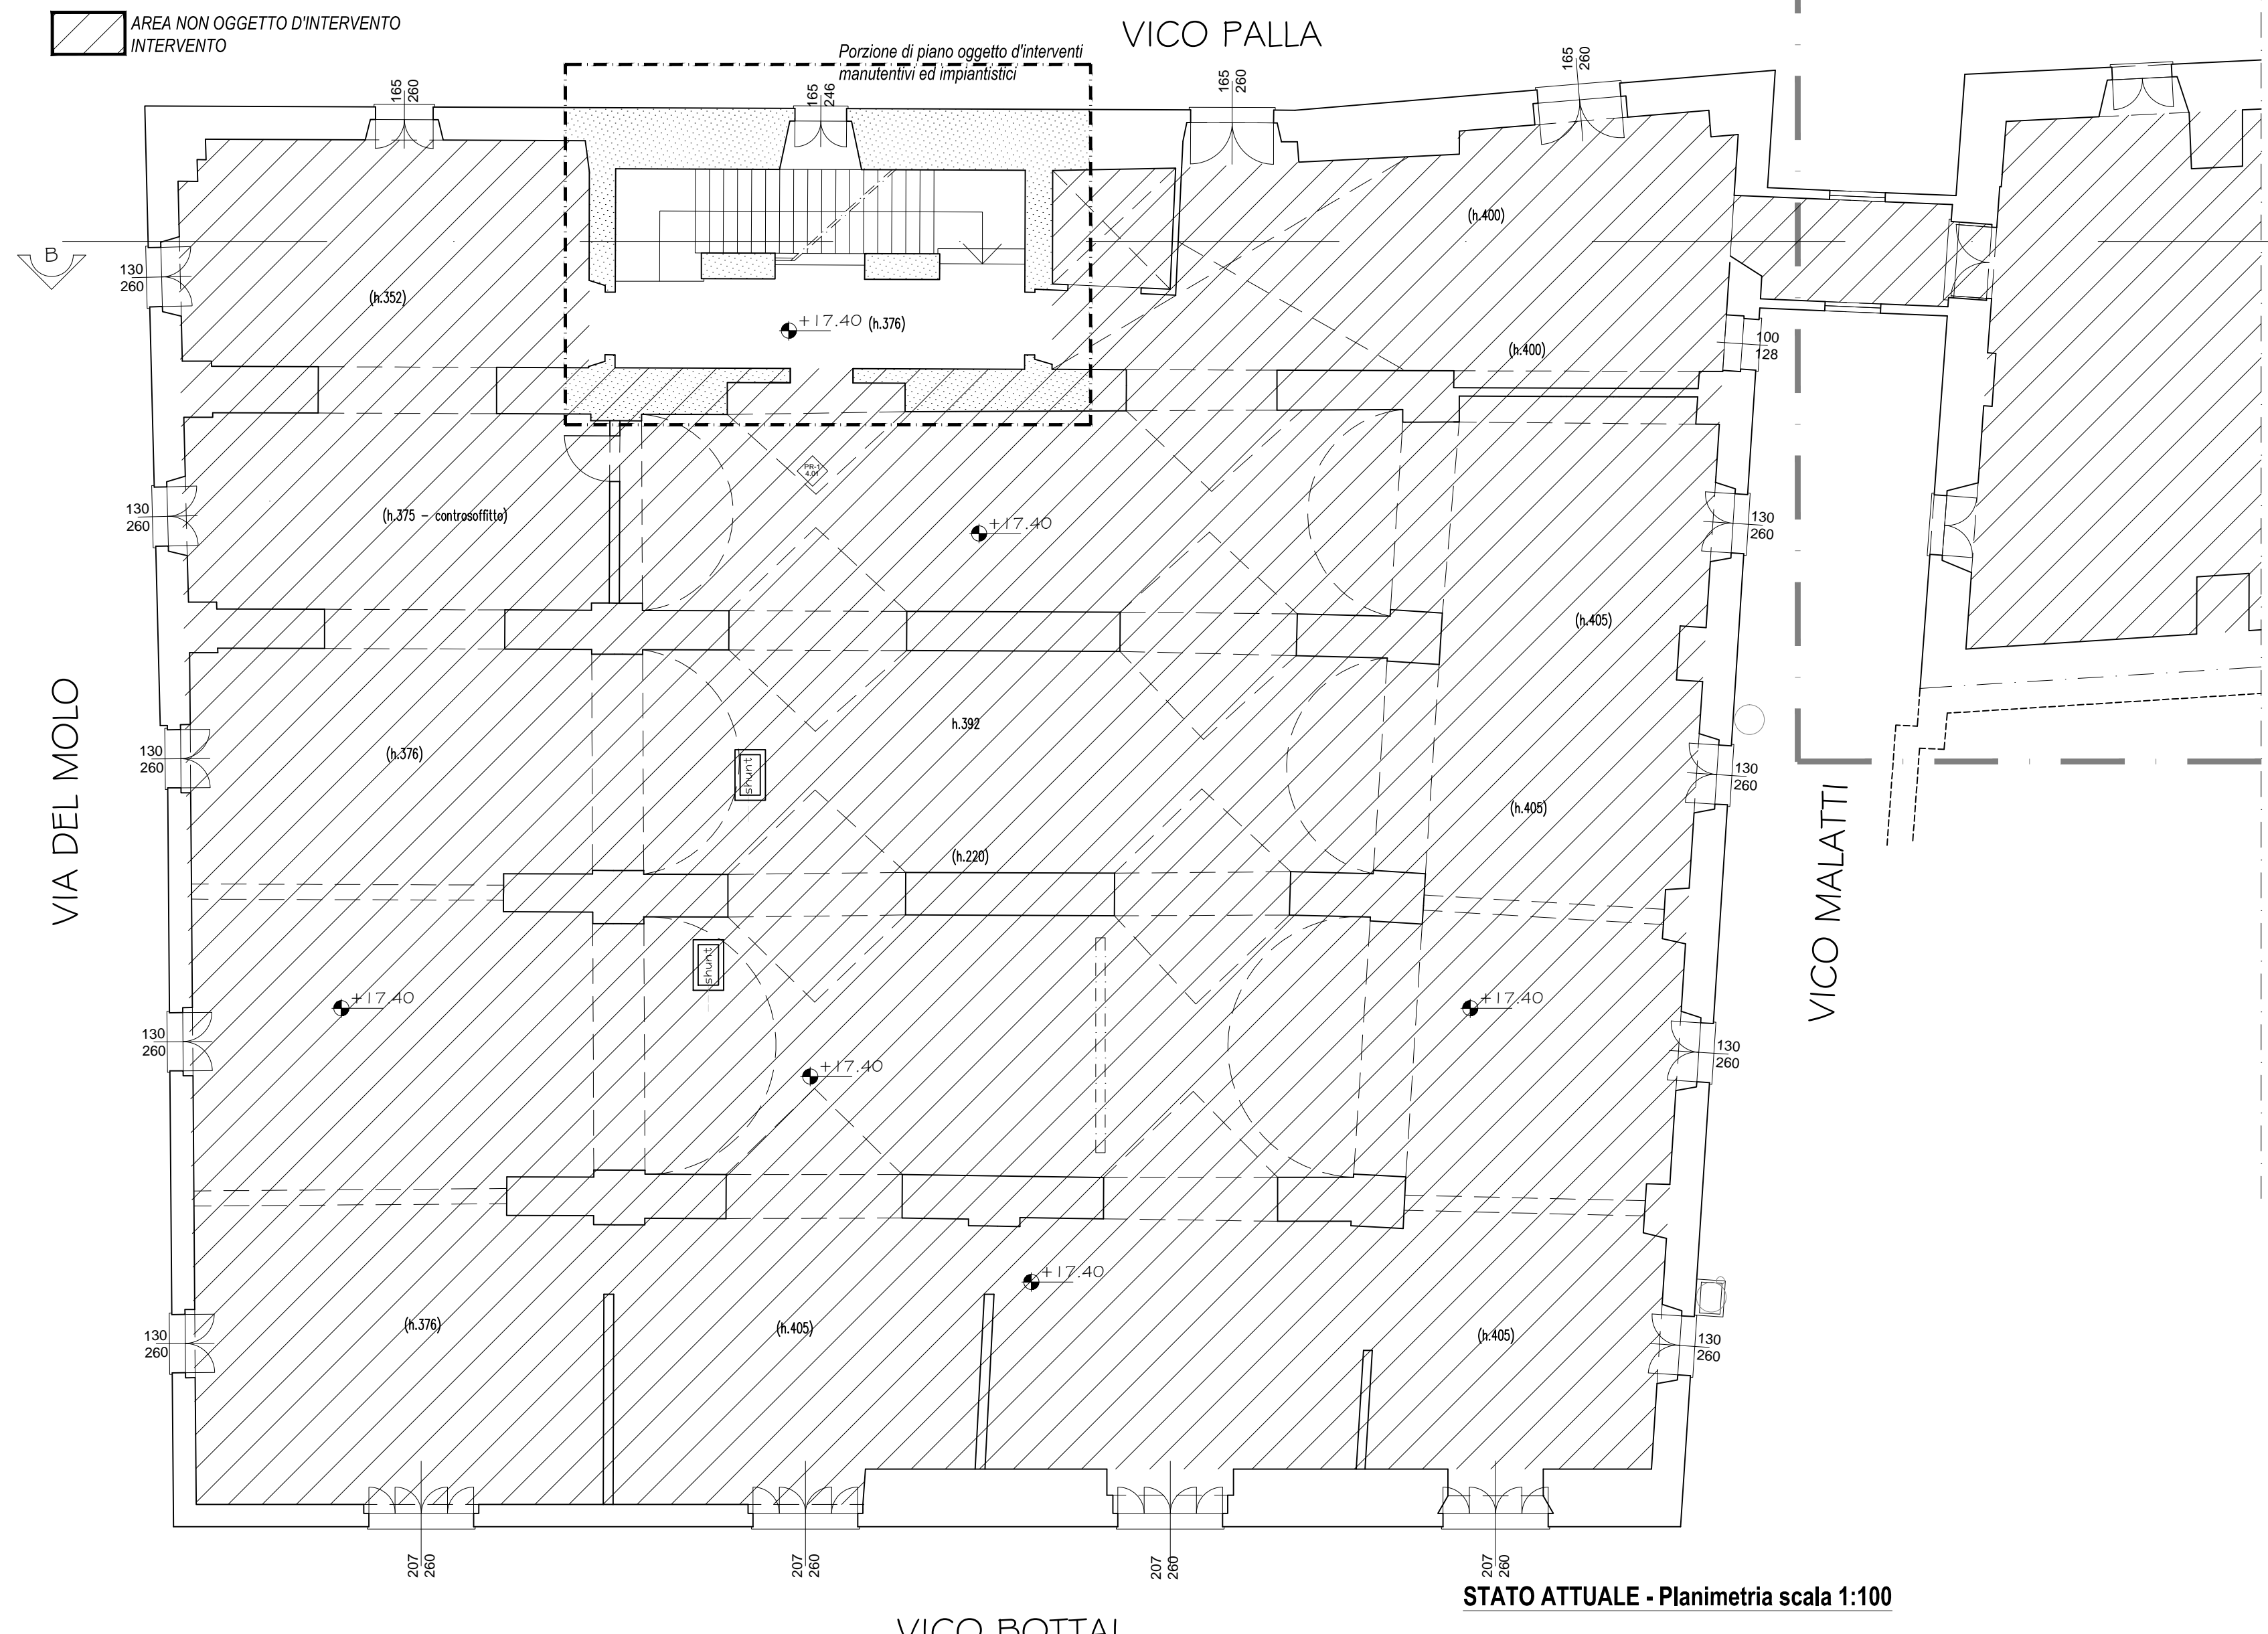 AREA NON OGGETTO D'INTERVENTO
INTERVENTO
VICO PALLA
Porzione di piano oggetto d'interventi
manutentivi ed impiantistici
165
260
165
246
165
260
165
260
B
130
260
(h.352)
(h.400)
+17.40 (h.376)
(h.400)
100
128
PR-1
4.01
130
260
(h.375 - controsoffitto)
+17.40
130
260
(h.405)
VIA DEL MOLO
h.392
130
260
(h.376)
shunt
130
260
(h.405)
VICO MALATTI
(h.220)
shunt
+17.40
+17.40
130
260
+17.40
130
260
+17.40
130
260
(h.376)
(h.405)
(h.405)
130
260
207
260
207
260
207
260
207
260
STATO ATTUALE - Planimetria scala 1:100
VICO BOTTAI